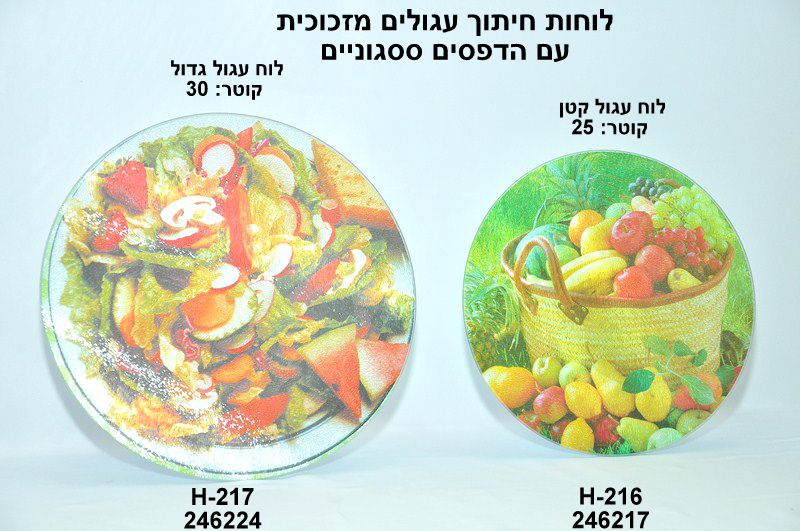 לוחות חיתוך עגולים מזכוכית
עם הדפסים ססגוניים
לוח עגול גדול
קוטר: 30
לוח עגול קטן
קוטר: 25
H-217
246224
H-216
246217